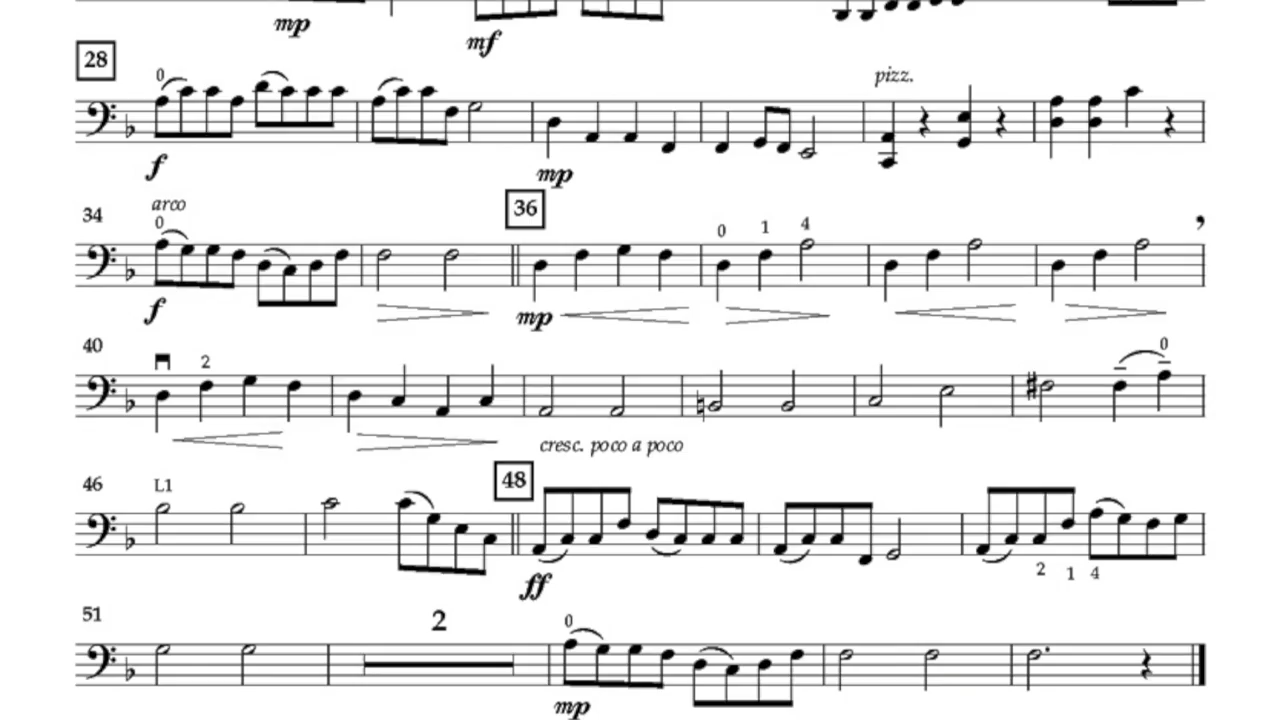 mp
mf
28
0
pizz.
f
mp
34
arco
0
36
0 1 4
f
mp
40
2
0
cresc. poco a poco
46
L1
48
ff
2 1 4
51
2
0
mp